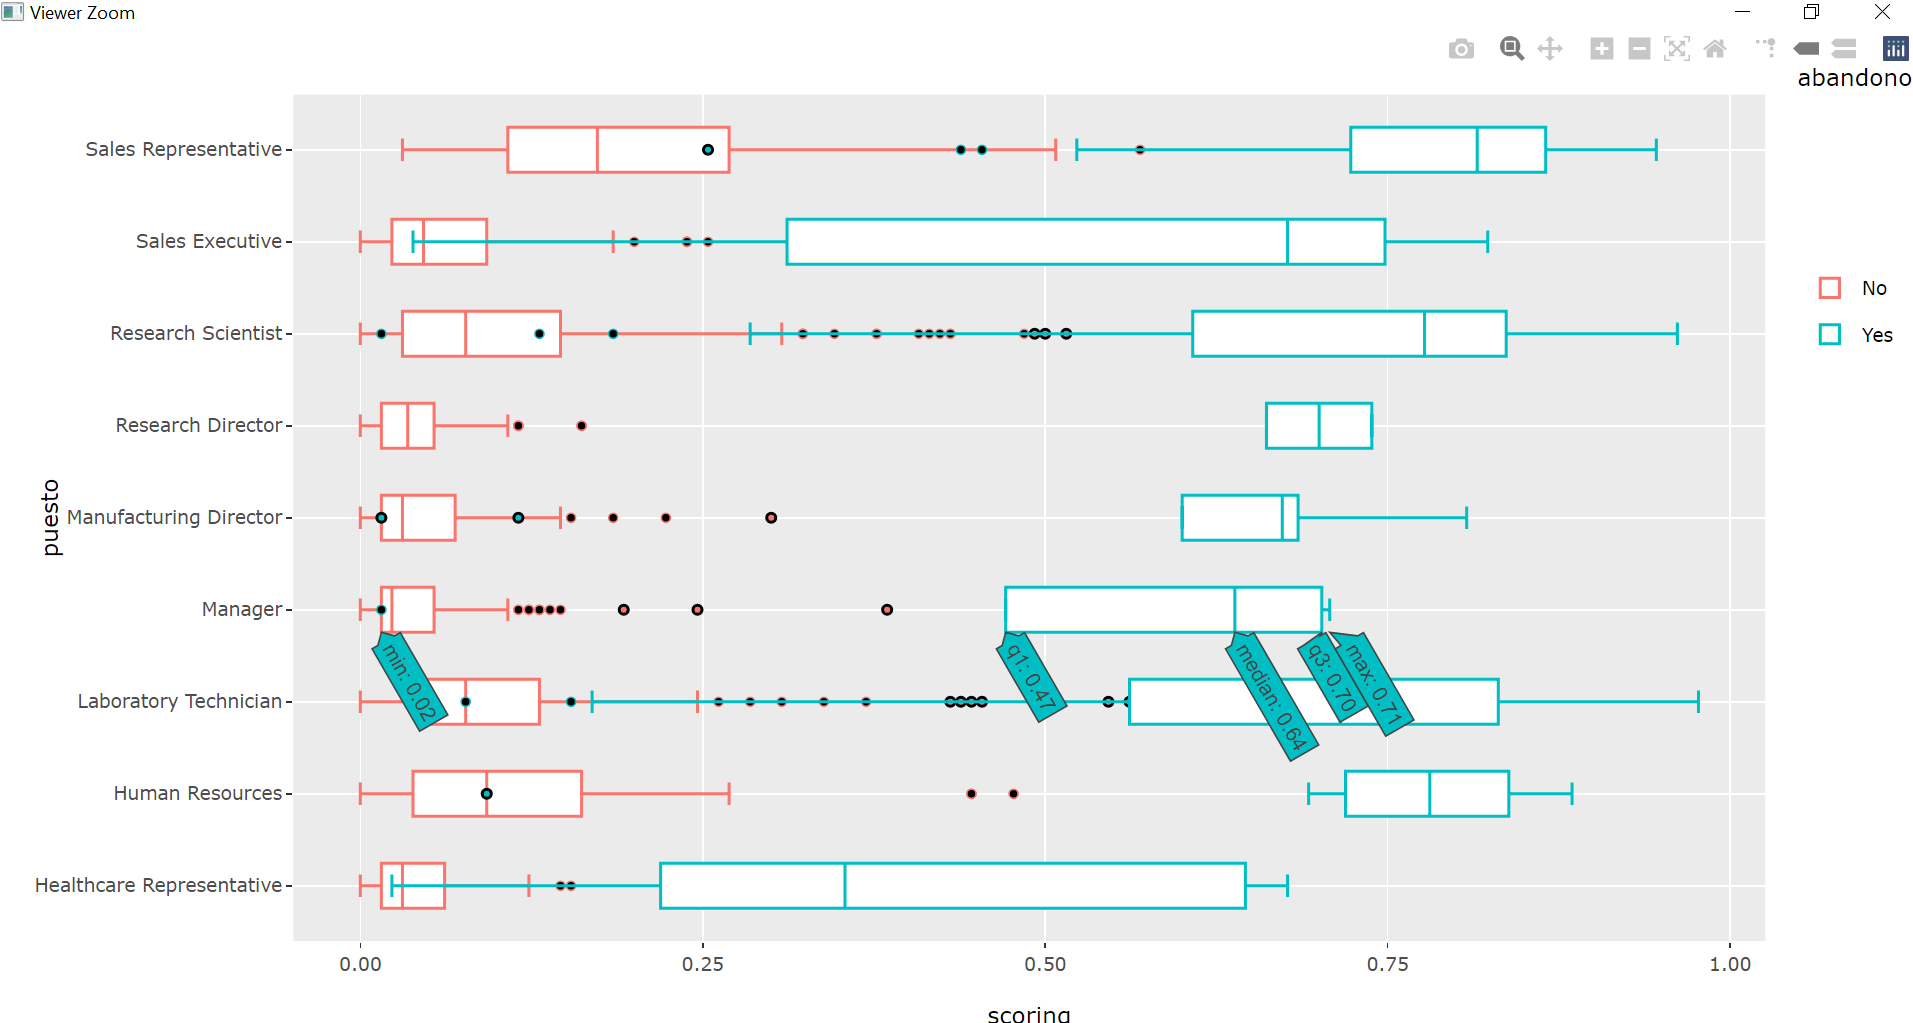 Viewer Zoom
abandono
Sales Representative
Sales Executive
No
Research Scientist
Yes
Research Director
puesto
Manufacturing Director
Manager
min: 0.02
q1: 0.47
median: 0.64
q3: 0.70
max: 0.71
Laboratory Technician
Human Resources
Healthcare Representative
0.00
0.25
0.50
0.75
1.00
scoring